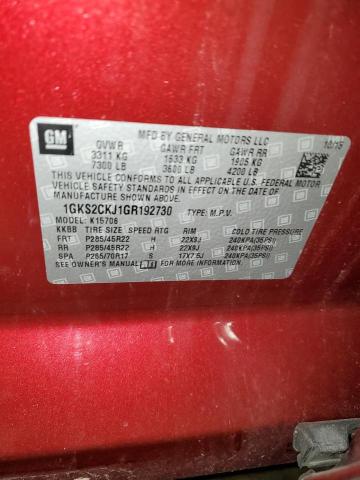 GM
MFD BY GENERAL MOTORS LLC
10/15
GVWR GAWR FRT GAWR RR
3311 KG 1633 KG 1905 KG
7300 LB 3600 LB 4200 LB
THIS VEHICLE CONFORMS TO ALL APPLICABLE U.S. FEDERAL
MOTOR VEHICLE SAFETY STANDARDS IN EFFECT ON THE DATE OF
MANUFACTURE SHOWN ABOVE.
1GKS2CKJ1GR192730 TYPE: M.P.V.
MODEL: K15706
KKBB TIRE SIZE SPEED RTG RIM COLD TIRE PRESSURE
FRT P285/45R22 H 22X9J 240KPA(35PSI)
RR P285/45R22 H 22X9J 240KPA(35PSI)
SPA P265/70R17 S 17X7.5J 240KPA(35PSI)
SEE OWNER'S MANUAL FOR MORE INFORMATION